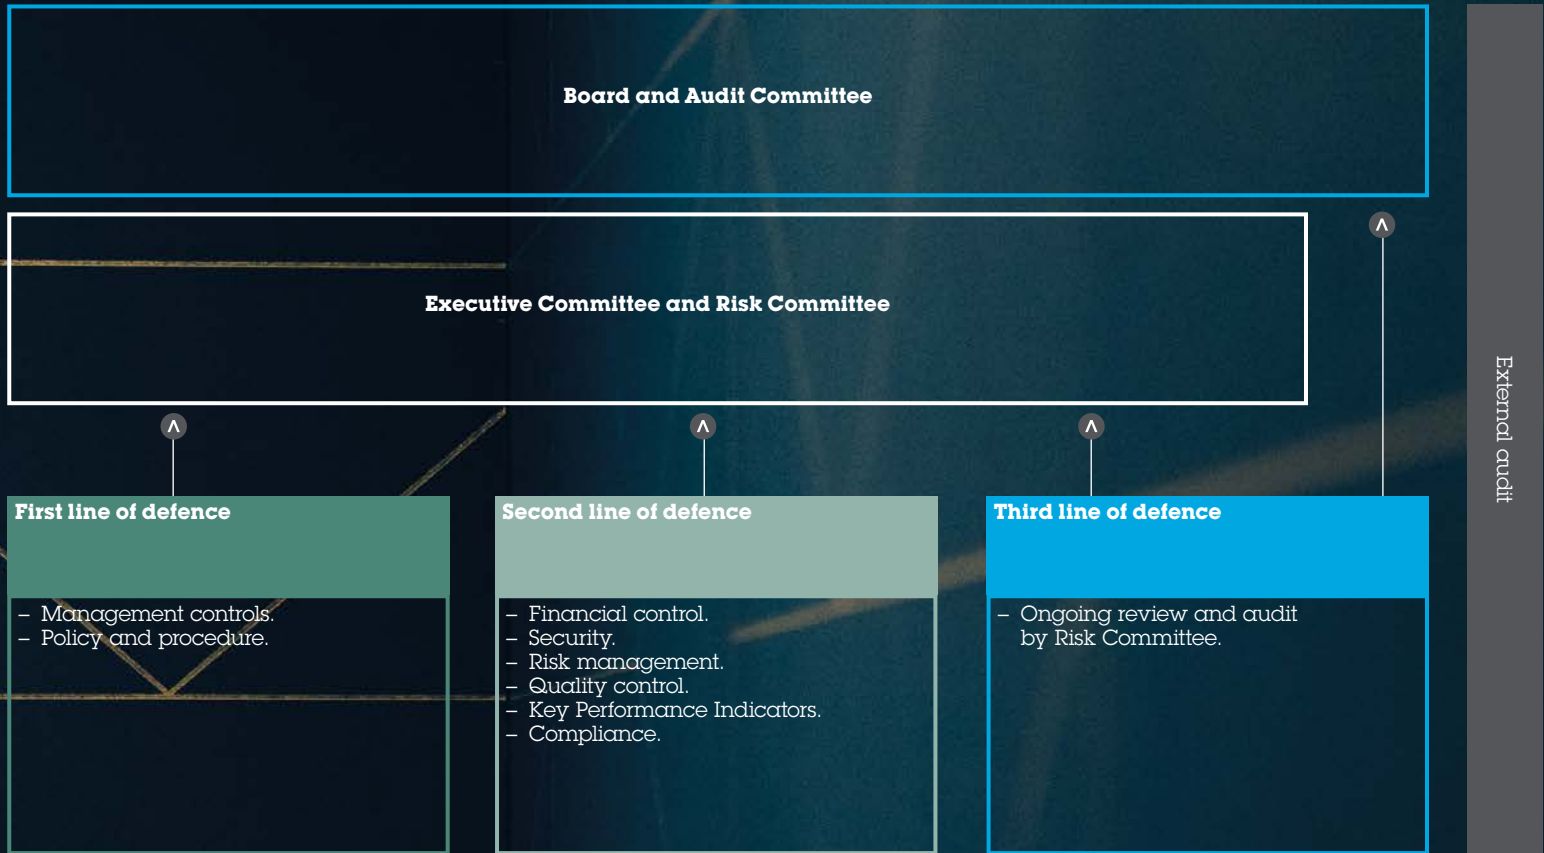 Board and Audit Committee
Executive Committee and Risk Committee
First line of defence
– Management controls.
– Policy and procedure.
Second line of defence
– Financial control.
– Security.
– Risk management.
– Quality control.
– Key Performance Indicators.
– Compliance.
Third line of defence
– Ongoing review and audit
by Risk Committee.
External audit